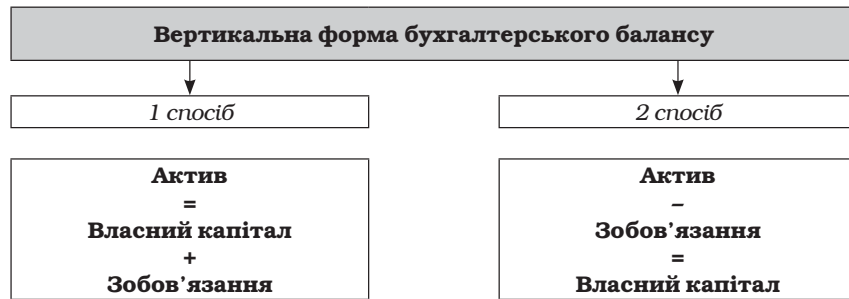 Вертикальна форма бухгалтерського балансу
1 спосіб
2 спосіб
Актив
=
Власний капітал
+
Зобов’язання
Актив
–
Зобов’язання
=
Власний капітал